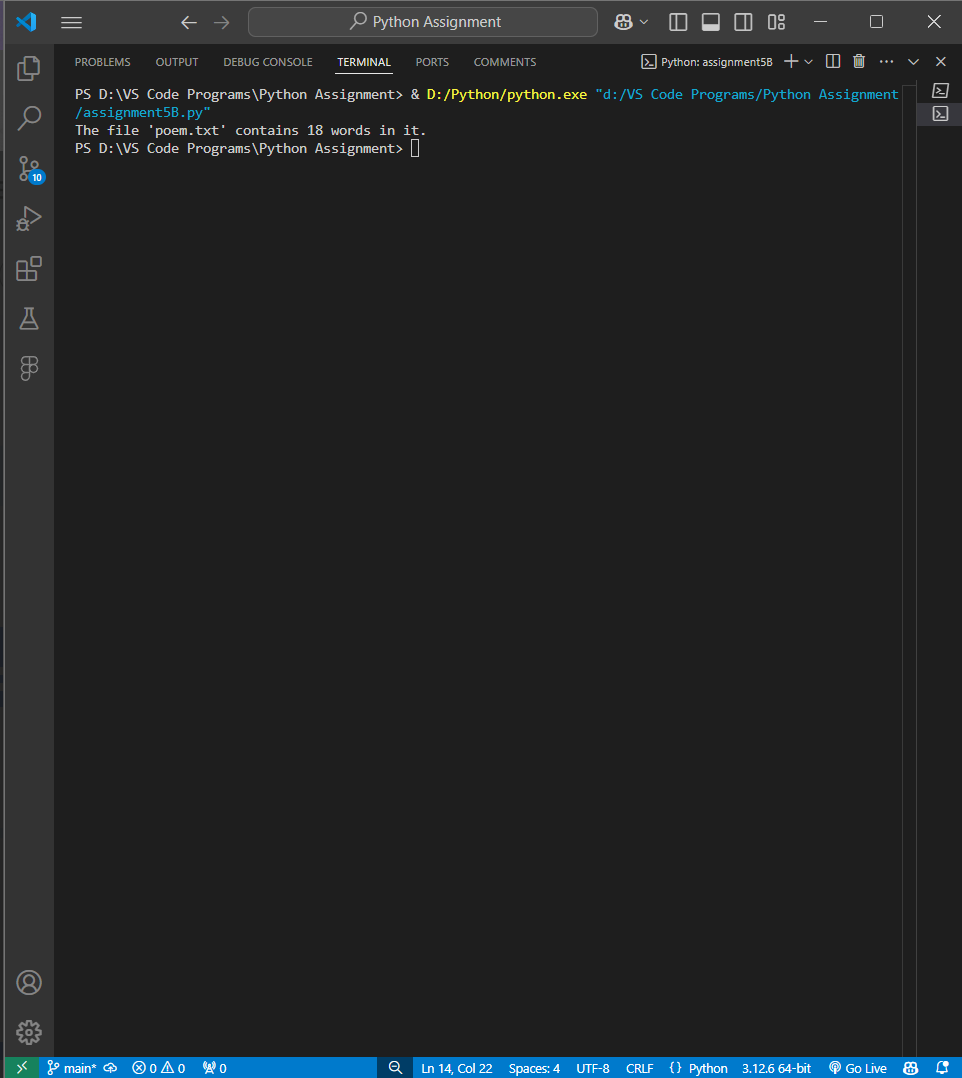 Python Assignment
PROBLEMS OUTPUT DEBUG CONSOLE TERMINAL PORTS COMMENTS Python: assignment5B
PS D:\VS Code Programs\Python Assignment> & D:/Python/python.exe "d:/VS Code Programs/Python Assignment
/assignment5B.py"
The file 'poem.txt' contains 18 words in it.
PS D:\VS Code Programs\Python Assignment>
10
main* 0 0 0 Ln 14, Col 22 Spaces: 4 UTF-8 CRLF {} Python 3.12.6 64-bit Go Live